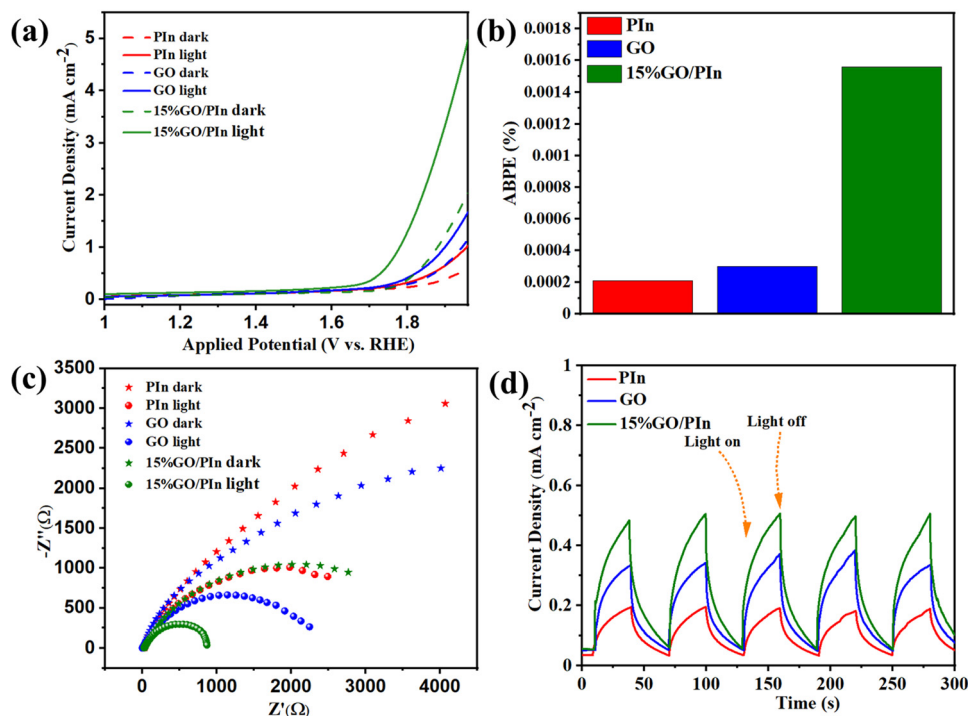 (a)
PIn dark
PIn light
GO dark
GO light
15%GO/PIn dark
15%GO/PIn light
Current Density (mA cm⁻²)
5
4
3
2
1
0
1 1.2 1.4 1.6 1.8
Applied Potential (V vs. RHE)
(b)
PIn
GO
15%GO/PIn
ABPE (%)
0.0018
0.0016
0.0014
0.0012
0.001
0.0008
0.0006
0.0004
0.0002
0
(c)
PIn dark
PIn light
GO dark
GO light
15%GO/PIn dark
15%GO/PIn light
-Z''(Ω)
3500
3000
2500
2000
1500
1000
500
0
0 1000 2000 3000 4000
Z'(Ω)
(d)
PIn
GO
15%GO/PIn
Light on
Light off
Current Density (mA cm⁻²)
1
0.8
0.6
0.4
0.2
0
0 50 100 150 200 250 300
Time (s)